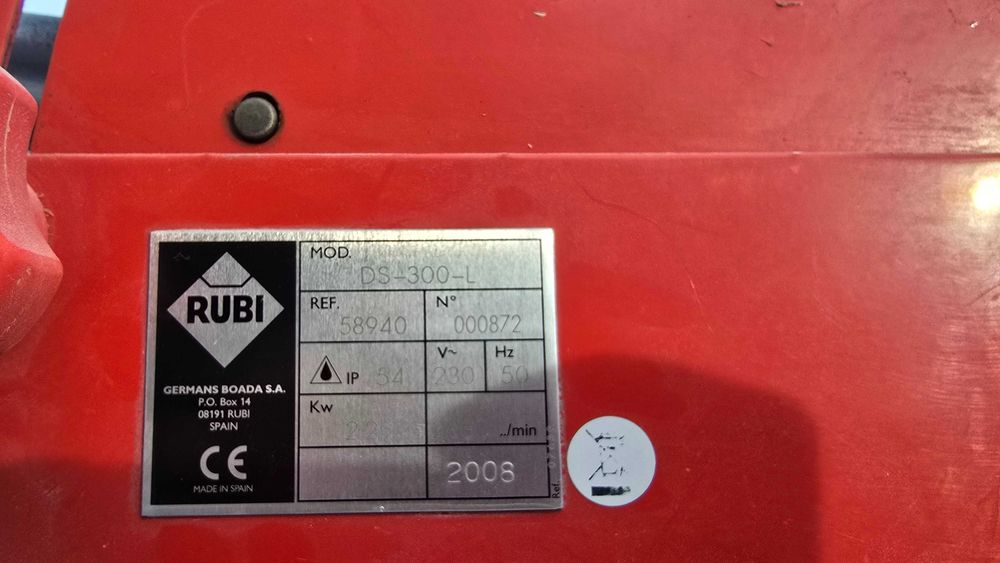 RUBI
GERMANS BOADA S.A.
P.O. Box 14
08191 RUBI
SPAIN
CE
MADE IN SPAIN
MOD.
DS-300-L
REF.
58940
N°
000872
IP 54
V~
230
Hz
50
Kw
../min
2008
Ref.